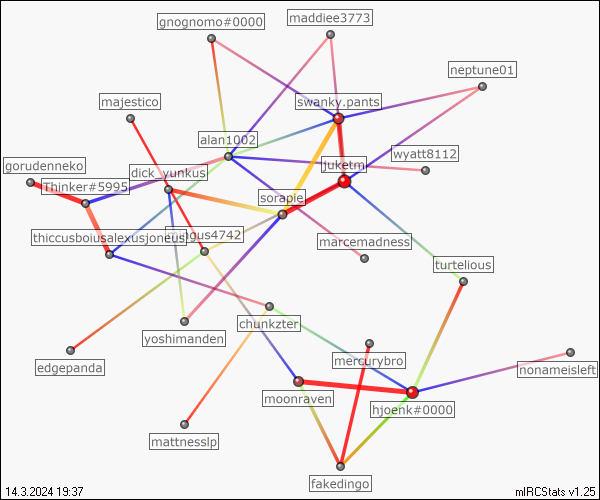 maddiee3773
gnognomo#0000
neptune01
majestico
swanky.pants
alan1002
wyatt8112
gorudenneko
juketm
dick_yunkus
Thinker#5995
sorapie
thiccusboiusalexusjoneus
gus4742
marcemadness
turtelious
chunkzter
yoshimanden
mercurybro
edgepanda
nonameisleft
moonraven
hjoenk#0000
mattnesslp
fakedingo
14.3.2024 19:37
mIRCStats v1.25